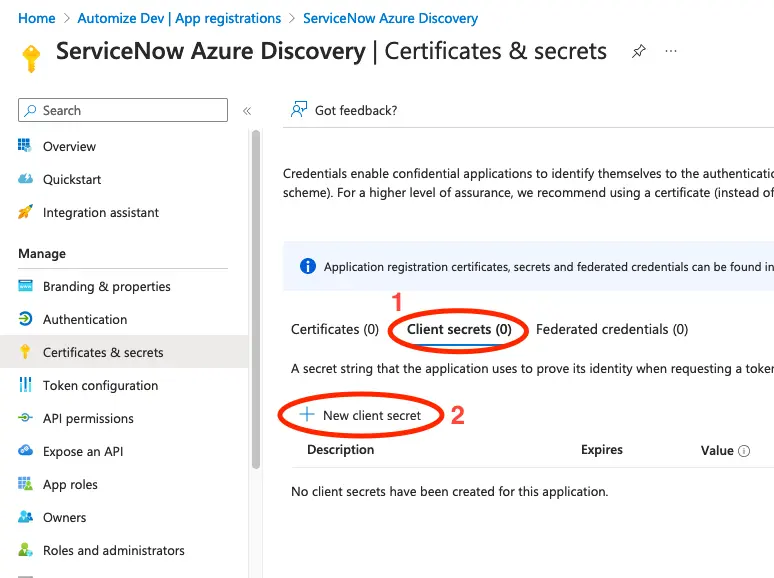 Home > Automize Dev | App registrations > ServiceNow Azure Discovery
ServiceNow Azure Discovery | Certificates & secrets
Search
Got feedback?
Overview
Quickstart
Integration assistant
Manage
Branding & properties
Authentication
Certificates & secrets
Token configuration
API permissions
Expose an API
App roles
Owners
Roles and administrators
Credentials enable confidential applications to identify themselves to the authenticatio
scheme). For a higher level of assurance, we recommend using a certificate (instead of
Application registration certificates, secrets and federated credentials can be found in
1
Certificates (0) Client secrets (0) Federated credentials (0)
A secret string that the application uses to prove its identity when requesting a token
+ New client secret 2
Description Expires Value
No client secrets have been created for this application.